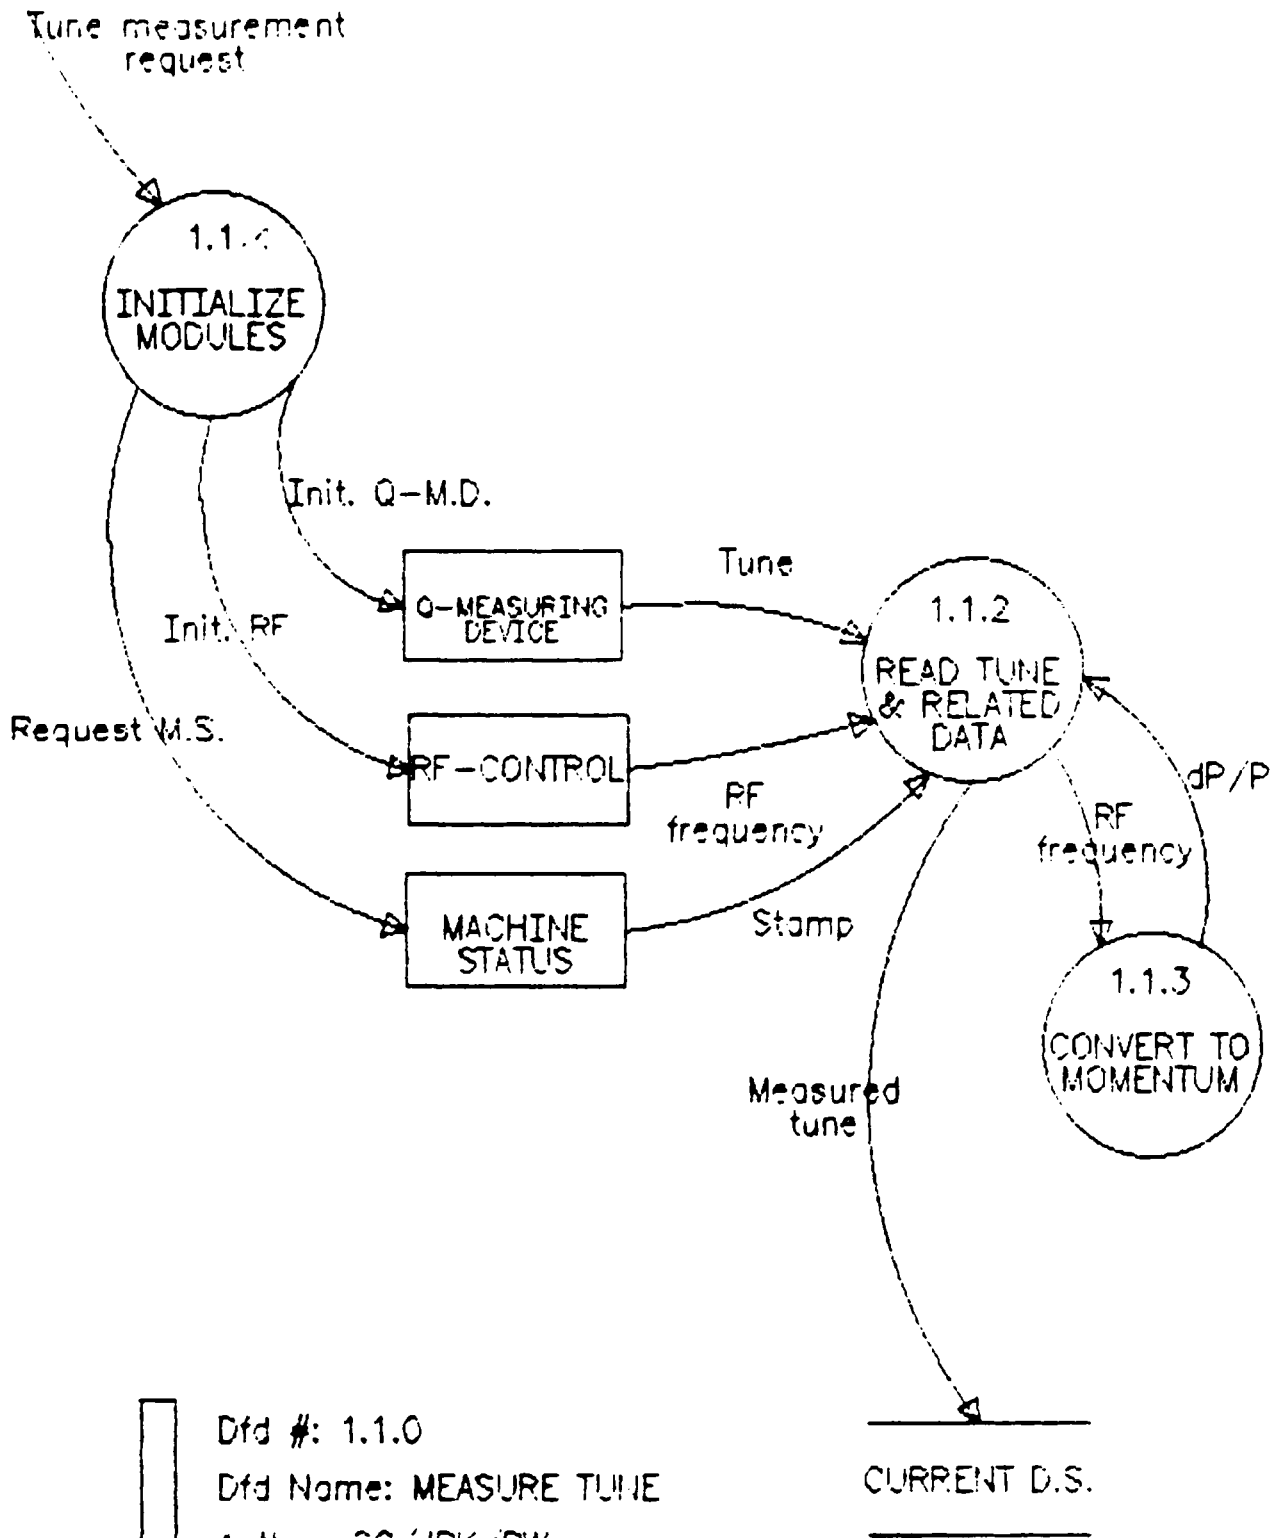 Tune measurement
request
INITIALIZE
MODULES
Init. Q-M.D.
Init. RF
Request M.S.
Q-MEASURING
DEVICE
Tune
RF-CONTROL
RF
frequency
MACHINE
STATUS
Stamp
1.1.2
READ TUNE
& RELATED
DATA
dP/P
RF
frequency
1.1.3
CONVERT TO
MOMENTUM
Measured
tune
Dfd #: 1.1.0
Dfd Name: MEASURE TUNE
CURRENT D.S.